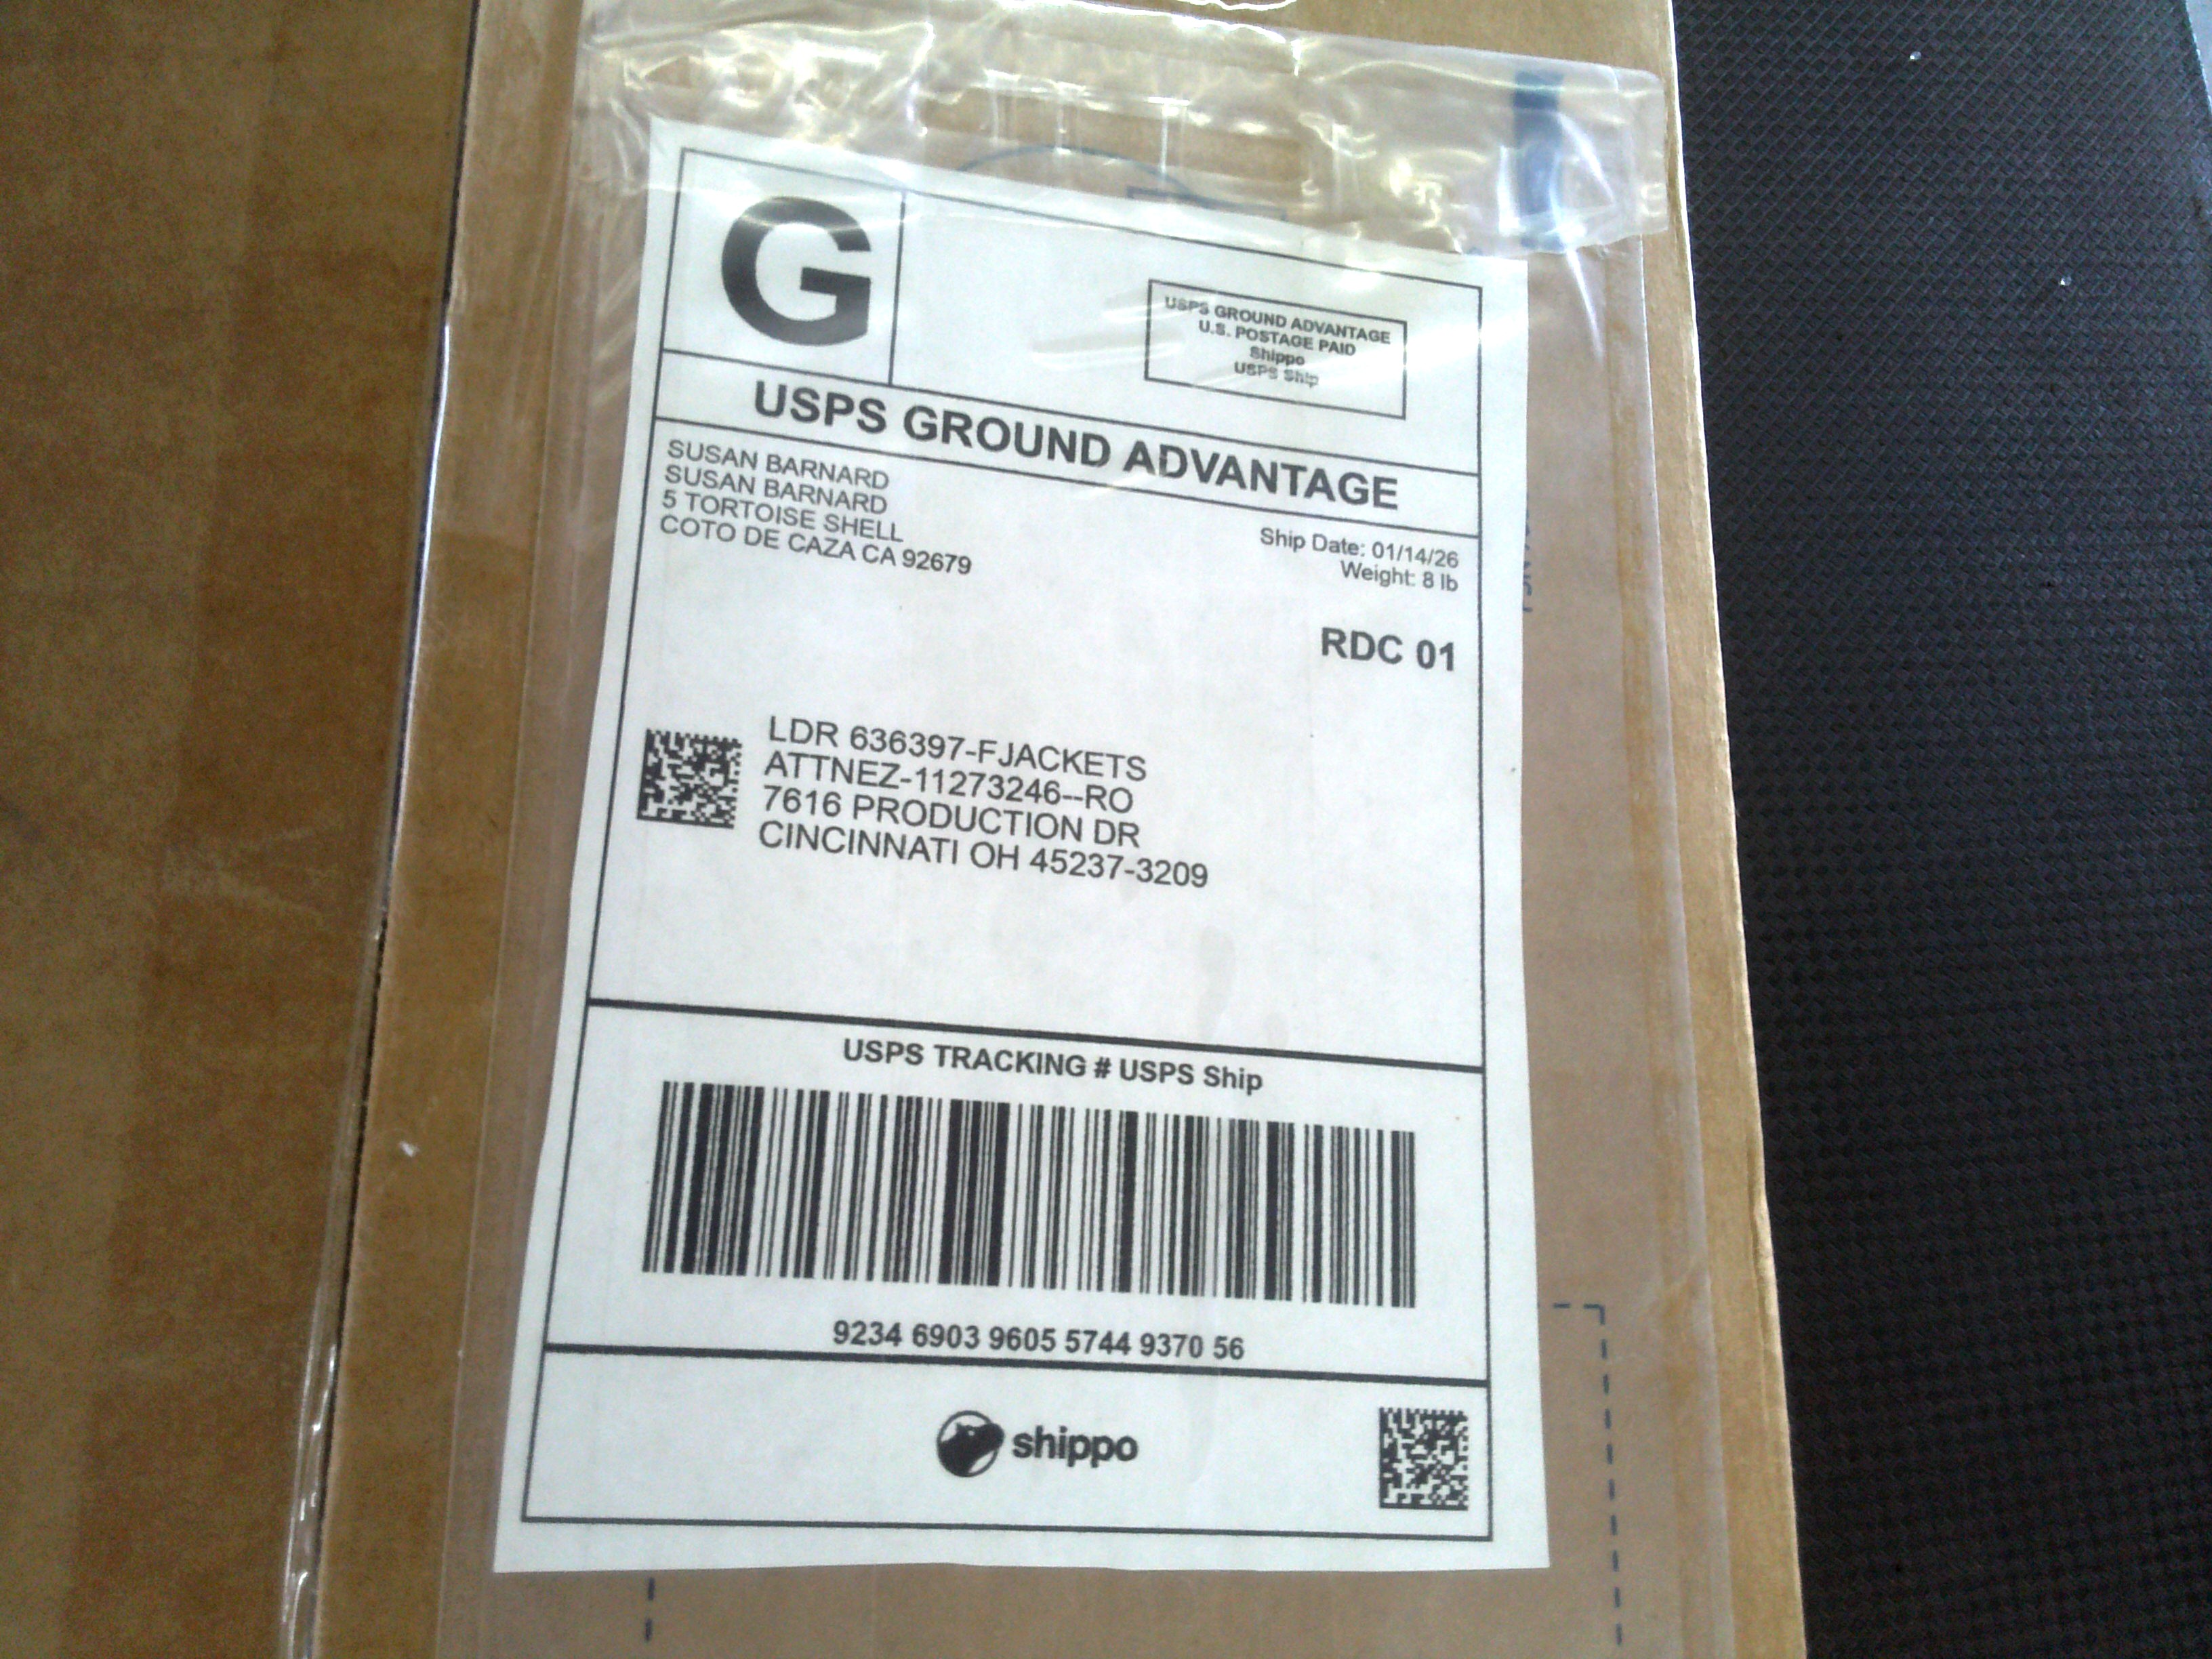 G
USPS GROUND ADVANTAGE
U.S. POSTAGE PAID
Shippo
USPS Ship
USPS GROUND ADVANTAGE
SUSAN BARNARD
SUSAN BARNARD
5 TORTOISE SHELL
COTO DE CAZA CA 92679
Ship Date: 01/14/26
Weight: 8 lb
RDC 01
LDR 636397-FJACKETS
ATTNEZ-11273246--RO
7616 PRODUCTION DR
CINCINNATI OH 45237-3209
USPS TRACKING # USPS Ship
9234 6903 9605 5744 9370 56
shippo